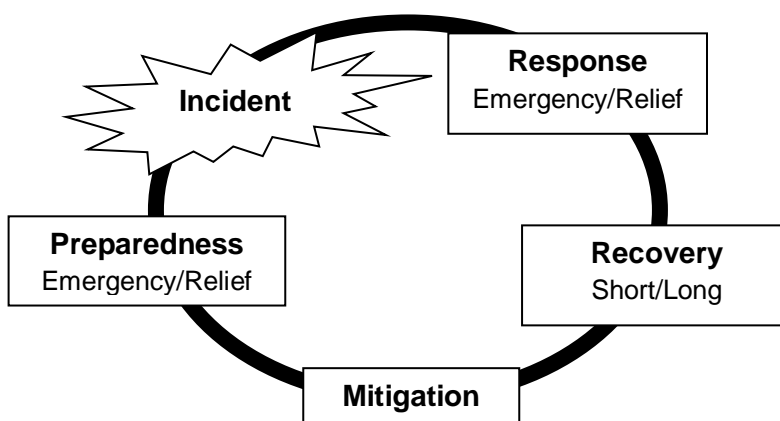 Incident
Response
Emergency/Relief
Recovery
Short/Long
Mitigation
Preparedness
Emergency/Relief